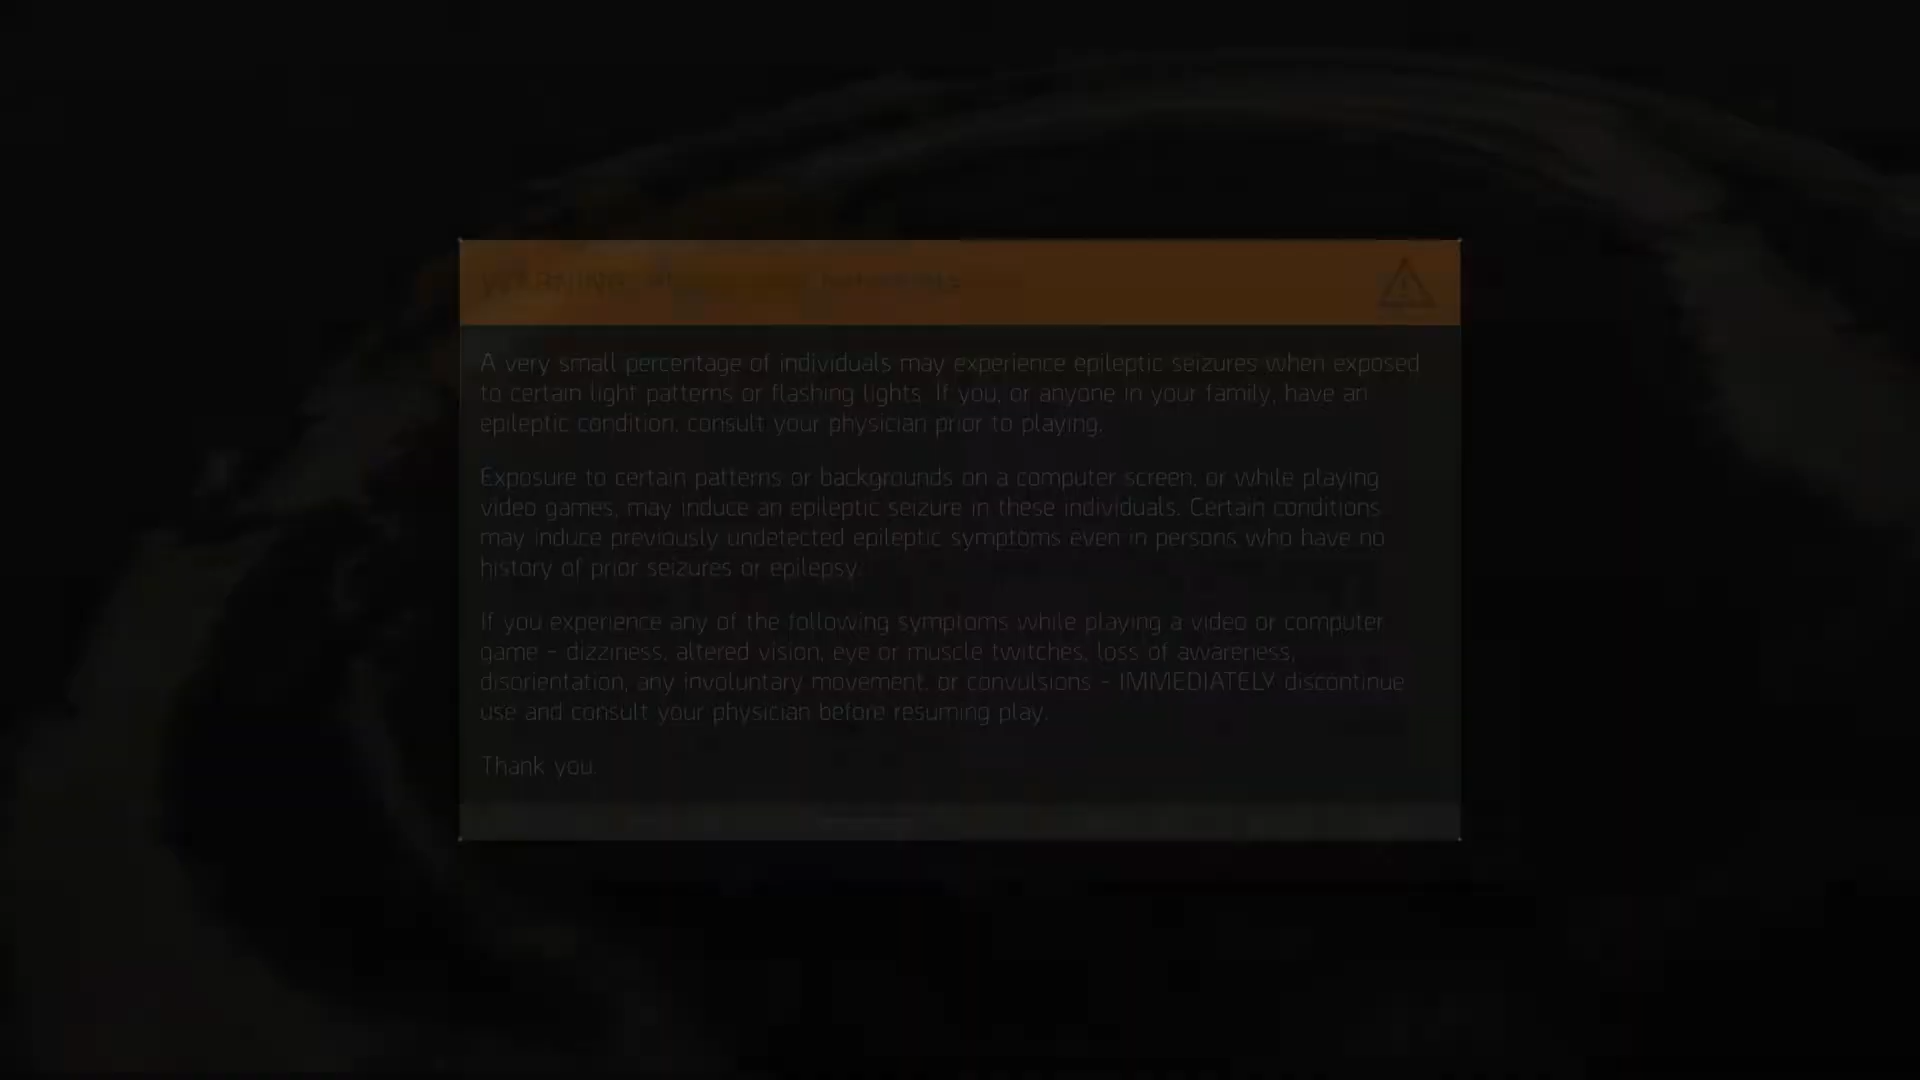 WARNING:
A very small percentage of individuals may experience epileptic seizures when exposed
to certain light patterns or flashing lights. If you, or anyone in your family, have an
epileptic condition, consult your physician prior to playing.
Exposure to certain patterns or backgrounds on a computer screen, or while playing
video games, may induce an epileptic seizure in these individuals. Certain conditions
may induce previously undetected epileptic symptoms even in persons who have no
history of prior seizures or epilepsy.
If you experience any of the following symptoms while playing a video or computer
game - dizziness, altered vision, eye or muscle twitches, loss of awareness,
disorientation, any involuntary movement, or convulsions - IMMEDIATELY discontinue
use and consult your physician before resuming play.
Thank you.